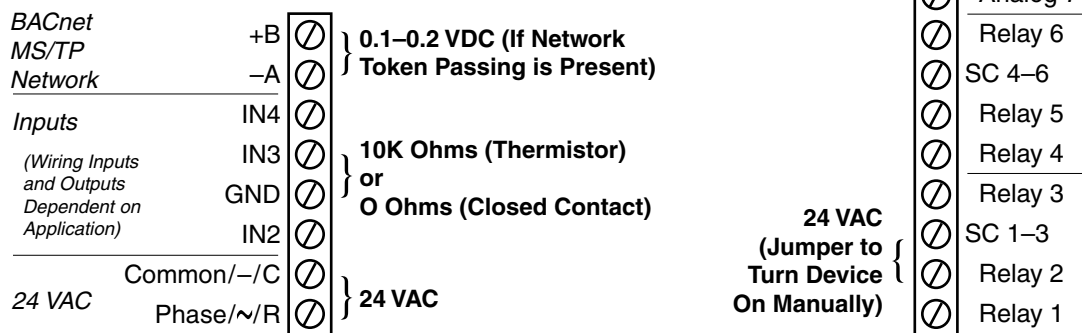 BACnet
MS/TP
Network
+B
–A
0.1–0.2 VDC (If Network
Token Passing is Present)
Inputs
(Wiring Inputs
and Outputs
Dependent on
Application)
IN4
IN3
GND
IN2
10K Ohms (Thermistor)
or
O Ohms (Closed Contact)
24 VAC
Common/–/C
Phase/~/R
24 VAC
24 VAC
(Jumper to
Turn Device
On Manually)
Relay 6
SC 4–6
Relay 5
Relay 4
Relay 3
SC 1–3
Relay 2
Relay 1